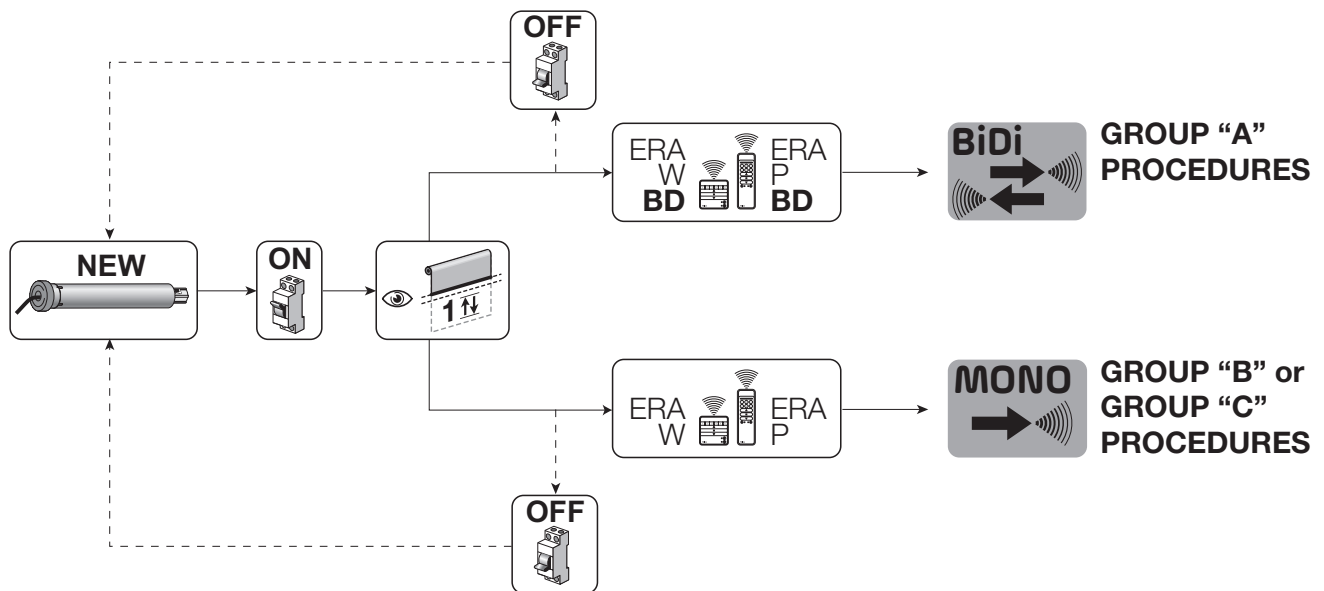 OFF
ERA
W
BD
ERA
P
BD
BiDi
GROUP “A”
PROCEDURES
NEW
ON
1
ERA
W
ERA
P
MONO
GROUP “B” or
GROUP “C”
PROCEDURES
OFF